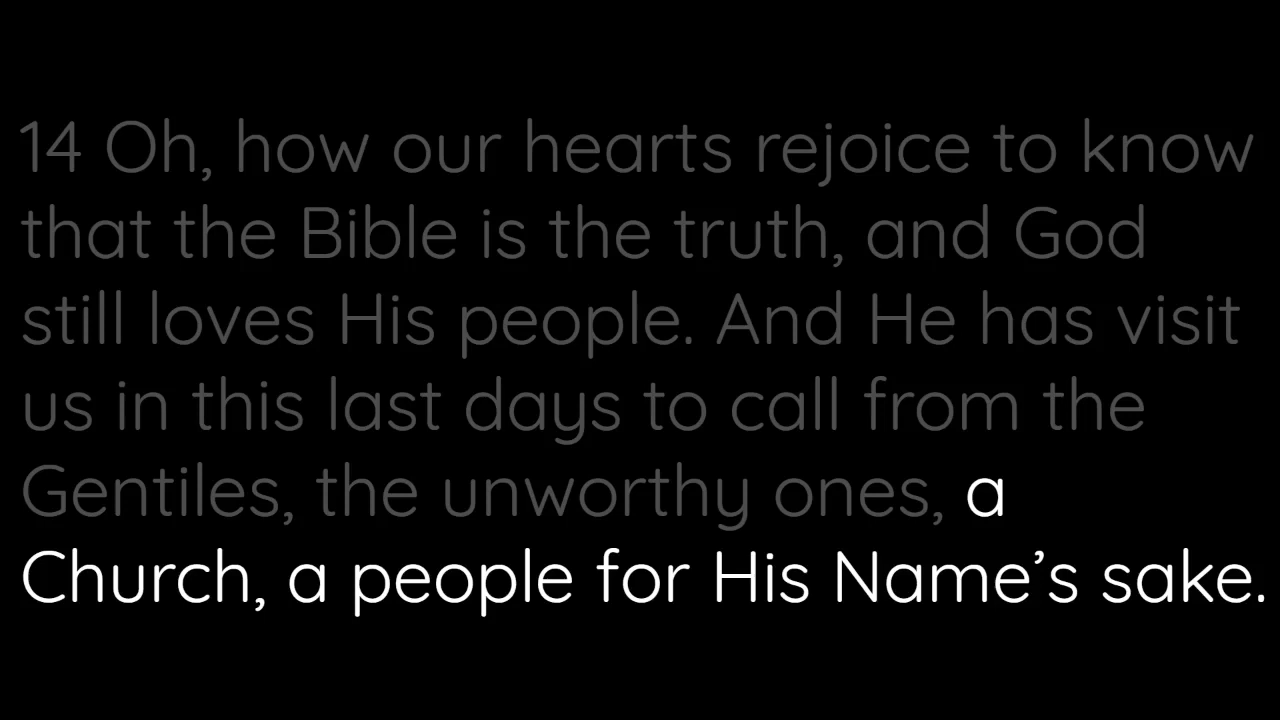 14 Oh, how our hearts rejoice to know
that the Bible is the truth, and God
still loves His people. And He has visit
us in this last days to call from the
Gentiles, the unworthy ones, a
Church, a people for His Name’s sake.